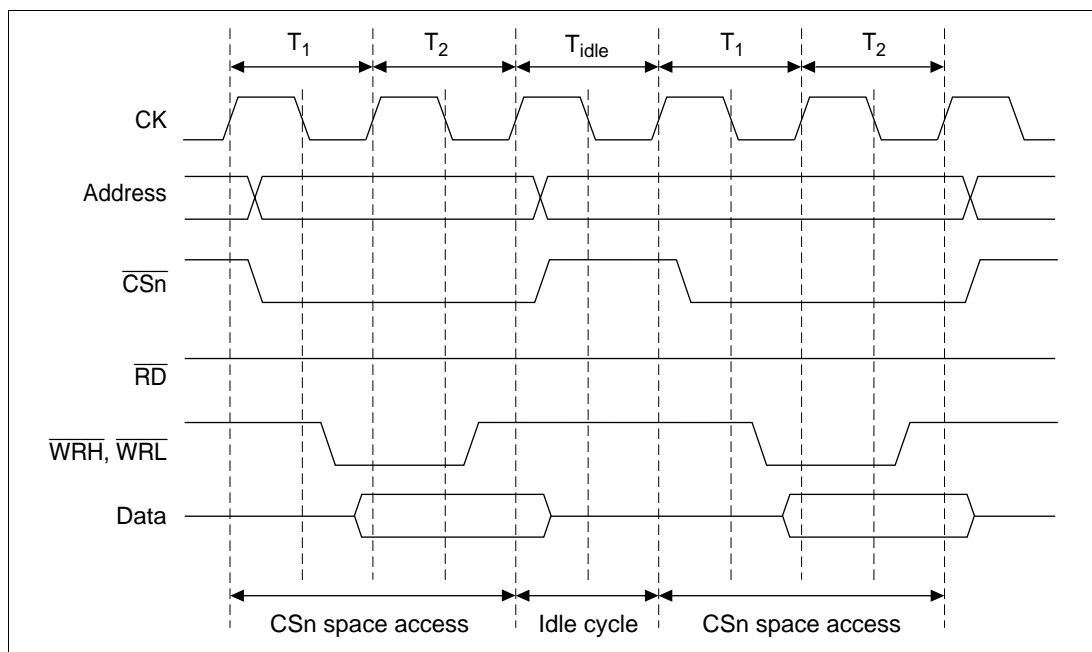 T1 T2 Tidle T1 T2
CK
Address
CSn
RD
WRH, WRL
Data
CSn space access Idle cycle CSn space access